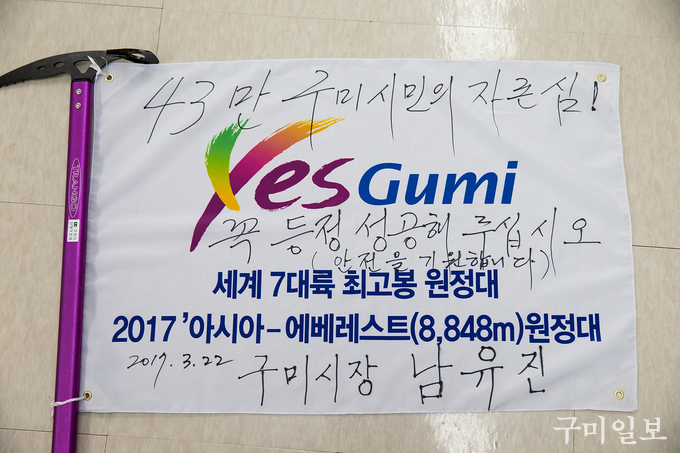 43만 구미시민의 자존심!
Yes Gumi
꼭 등정 성공해 주십시오
(안전을 기원합니다)
세계 7대륙 최고봉 원정대
2017 '아시아-에베레스트(8,848m)원정대
2017. 3. 22
구미시장 남유진
구미일보